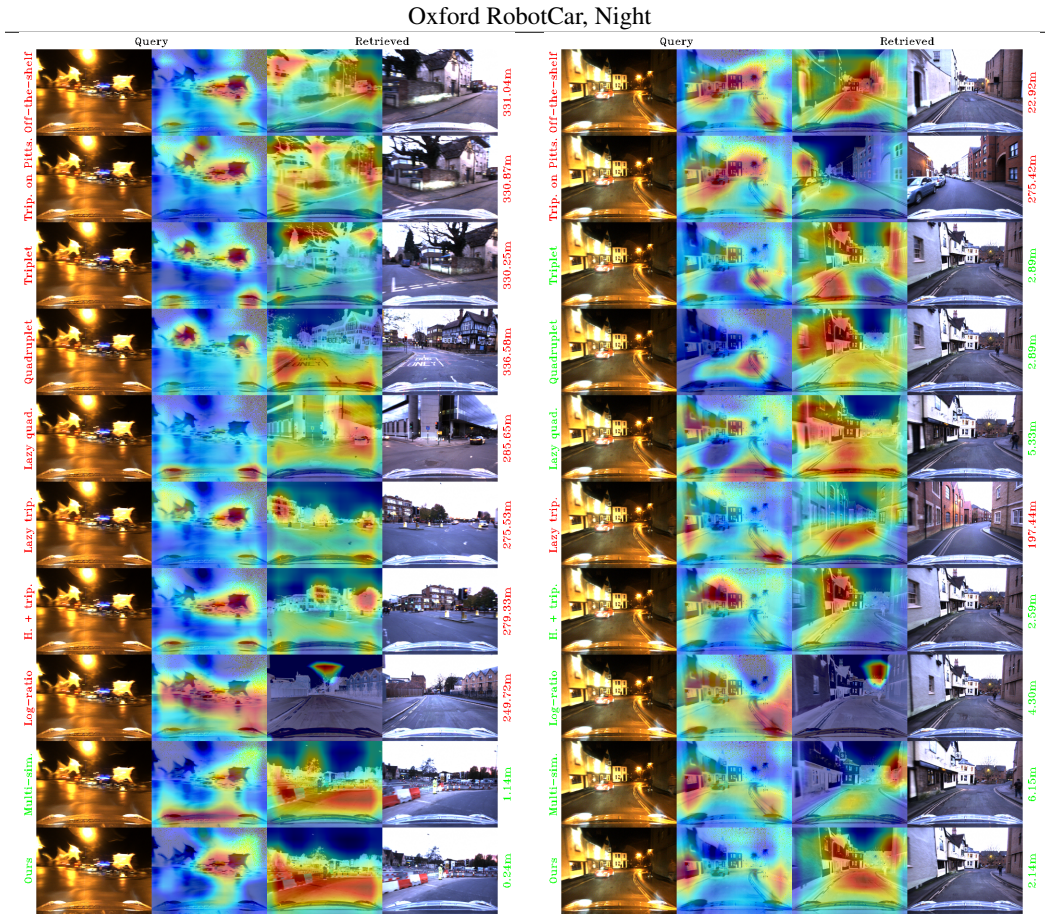 Oxford RobotCar, Night
Query Retrieved
Off-the-shelf 331.04m
Trip. on Pitts. 330.87m
Triplet 330.25m
Quadruplet 336.58m
Lazy quad. 285.65m
Lazy trip. 275.53m
H. + trip. 279.33m
Log-ratio 249.72m
Multi-sim. 1.14m
Ours 0.24m
Query Retrieved
Off-the-shelf 22.92m
Trip. on Pitts. 275.42m
Triplet 2.89m
Quadruplet 2.89m
Lazy quad. 5.33m
Lazy trip. 197.44m
H. + trip. 2.59m
Log-ratio 4.30m
Multi-sim. 6.15m
Ours 2.14m